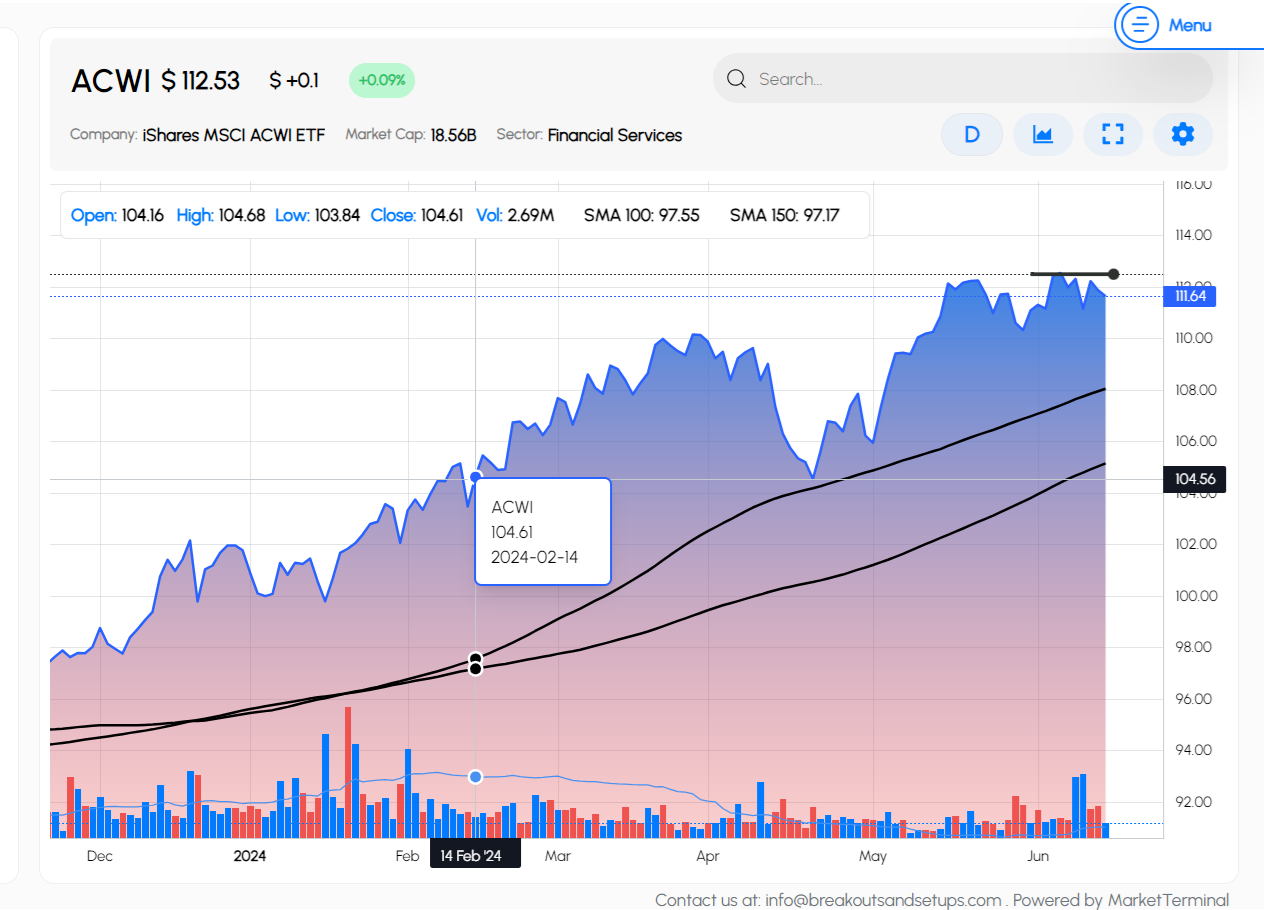 Menu
ACWI $ 112.53 $ +0.1 +0.09% Search...
Company: iShares MSCI ACWI ETF Market Cap: 18.56B Sector: Financial Services D
116.00
Open: 104.16 High: 104.68 Low: 103.84 Close: 104.61 Vol: 2.69M SMA 100: 97.55 SMA 150: 97.17
114.00
112.00
111.64
110.00
108.00
106.00
104.56
104.00
ACWI
104.61
2024-02-14
102.00
100.00
98.00
96.00
94.00
92.00
Dec 2024 Feb 14 Feb '24 Mar Apr May Jun
Contact us at: info@breakoutsandsetups.com . Powered by MarketTerminal